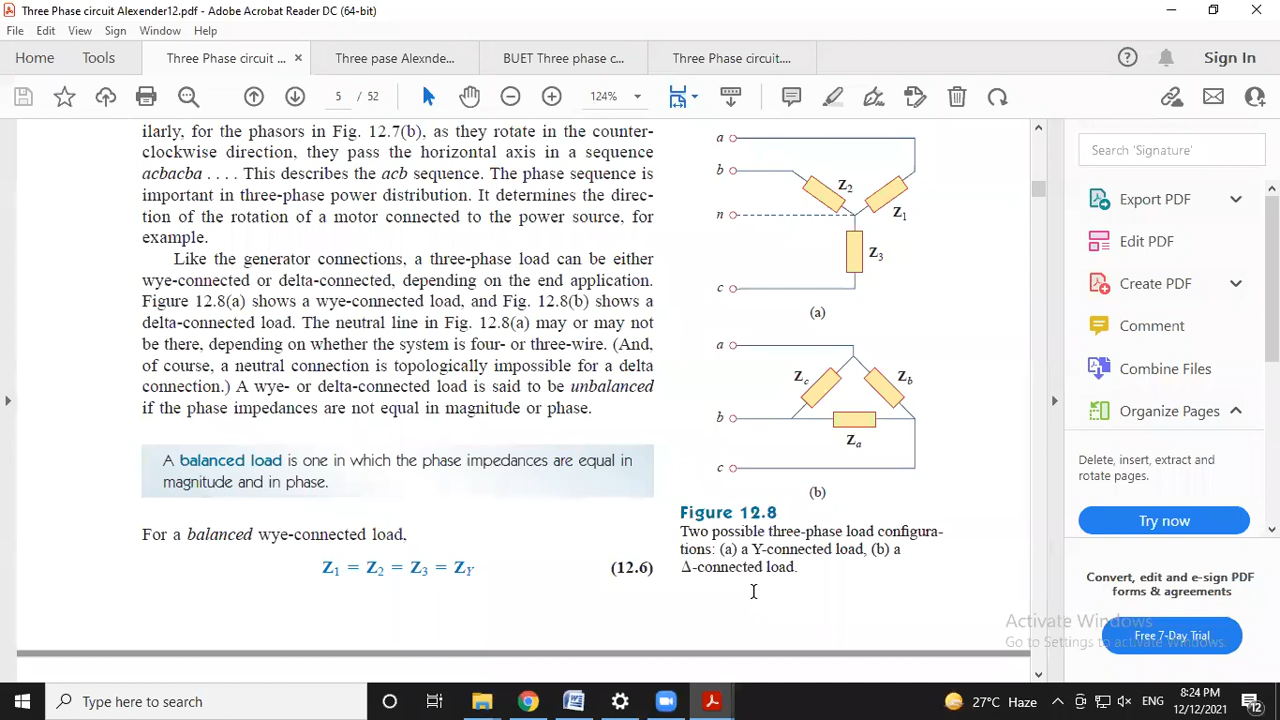 Three Phase circuit Alexender12.pdf - Adobe Acrobat Reader DC (64-bit)
File Edit View Sign Window Help
Home Tools Three Phase circuit ... × Three pase Alexnde... BUET Three phase c... Three Phase circuit.... Sign In
5 / 52 124%
ilarly, for the phasors in Fig. 12.7(b), as they rotate in the counter-
clockwise direction, they pass the horizontal axis in a sequence
acbacba . . . . This describes the acb sequence. The phase sequence is
important in three-phase power distribution. It determines the direc-
tion of the rotation of a motor connected to the power source, for
example.
Like the generator connections, a three-phase load can be either
wye-connected or delta-connected, depending on the end application.
Figure 12.8(a) shows a wye-connected load, and Fig. 12.8(b) shows a
delta-connected load. The neutral line in Fig. 12.8(a) may or may not
be there, depending on whether the system is four- or three-wire. (And,
of course, a neutral connection is topologically impossible for a delta
connection.) A wye- or delta-connected load is said to be unbalanced
if the phase impedances are not equal in magnitude or phase.
A balanced load is one in which the phase impedances are equal in
magnitude and in phase.
For a balanced wye-connected load,
Z1 = Z2 = Z3 = ZY (12.6)
a
b
Z2
n
Z1
Z3
c
(a)
a
Zc Zb
b
Za
c
(b)
Figure 12.8
Two possible three-phase load configura-
tions: (a) a Y-connected load, (b) a
Δ-connected load.
Search 'Signature'
Export PDF
Edit PDF
Create PDF
Comment
Combine Files
Organize Pages
Delete, insert, extract and
rotate pages.
Try now
Convert, edit and e-sign PDF
forms & agreements
Free 7-Day Trial
Activate Windows
Go to Settings to activate Windows.
Type here to search
27°C Haze
ENG
8:24 PM
12/12/2021
12